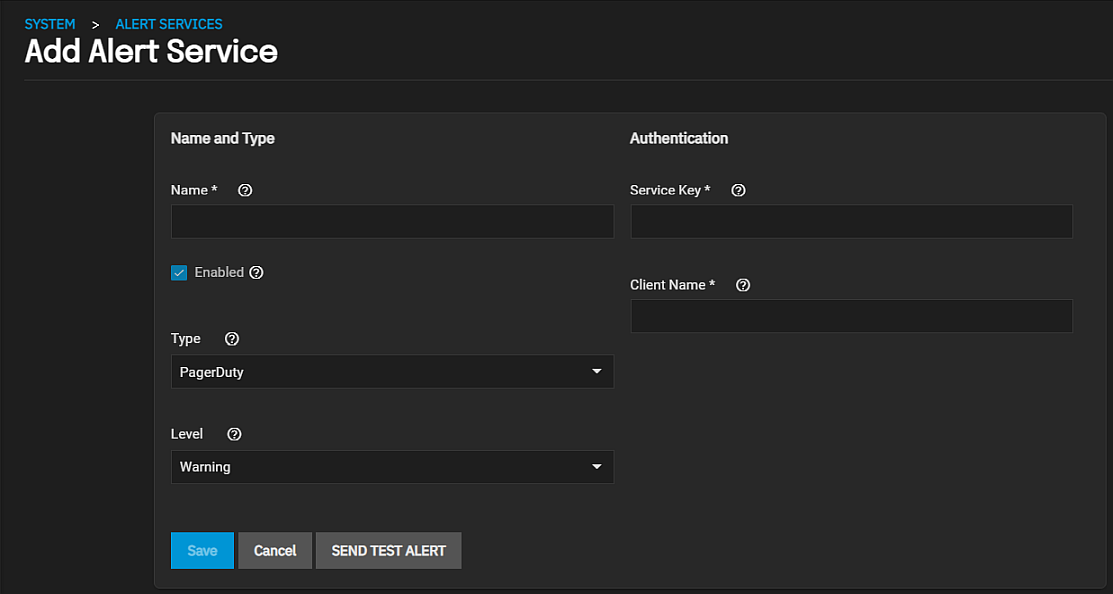 SYSTEM > ALERT SERVICES
Add Alert Service
Name and Type
Name *
Enabled
Type
PagerDuty
Level
Warning
Save Cancel SEND TEST ALERT
Authentication
Service Key *
Client Name *